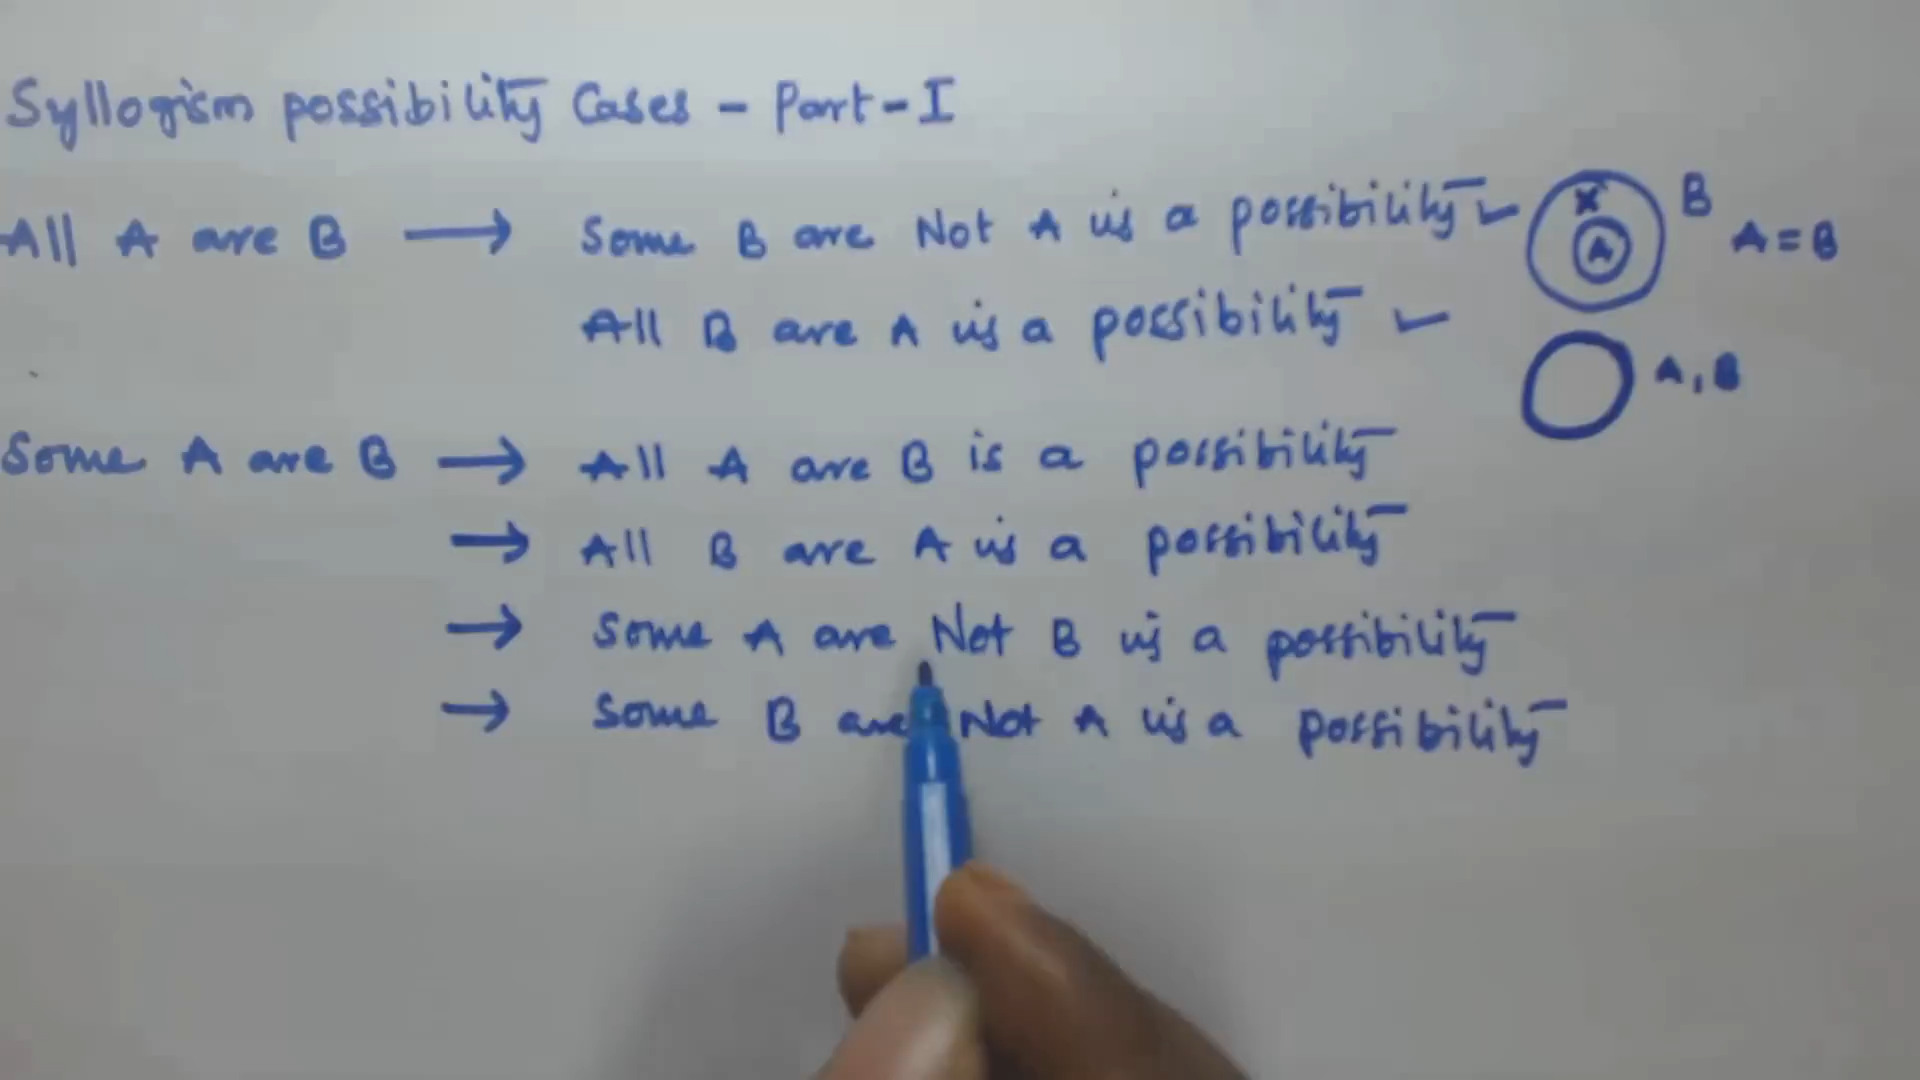 Syllogism possibility Cases - Part-I
All A are B → Some B are Not A is a possibility ✓
X
A
B
A = B
All B are A is a possibility ✓
A, B
Some A are B → All A are B is a possibility
→ All B are A is a possibility
→ Some A are Not B is a possibility
→ Some B are Not A is a possibility